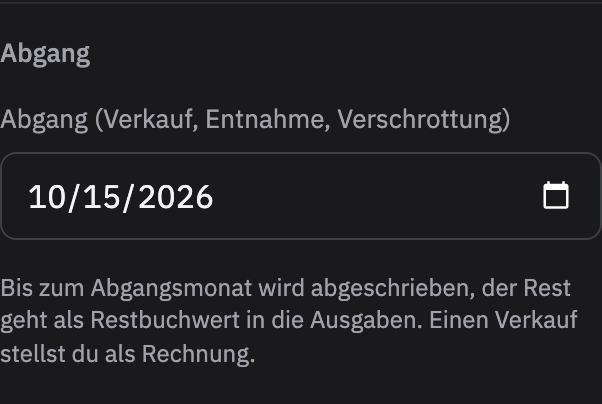 Abgang
Abgang (Verkauf, Entnahme, Verschrottung)
10/15/2026
Bis zum Abgangsmonat wird abgeschrieben, der Rest
geht als Restbuchwert in die Ausgaben. Einen Verkauf
stellst du als Rechnung.